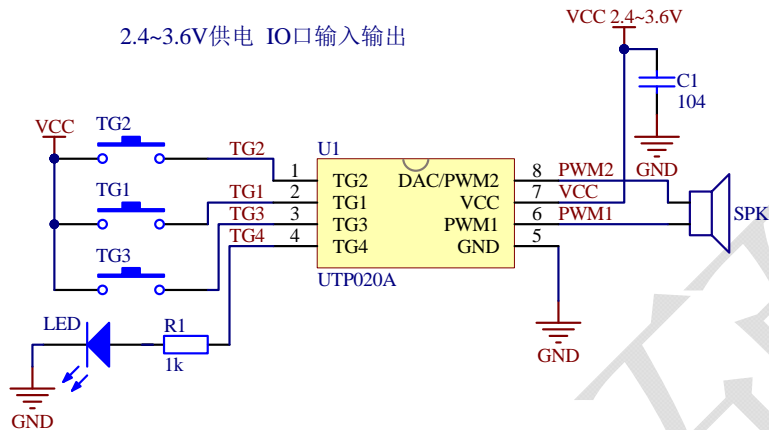 VCC 2.4~3.6V
2.4~3.6V供电 IO口输入输出
C1
104
GND
VCC
TG2
TG2
U1
1
TG2
DAC/PWM2
8
PWM2
TG1
TG1
2
TG1
VCC
7
VCC
TG3
3
TG3
PWM1
6
PWM1
SPK
TG4
4
TG4
GND
5
TG3
UTP020A
LED
R1
1k
GND
GND